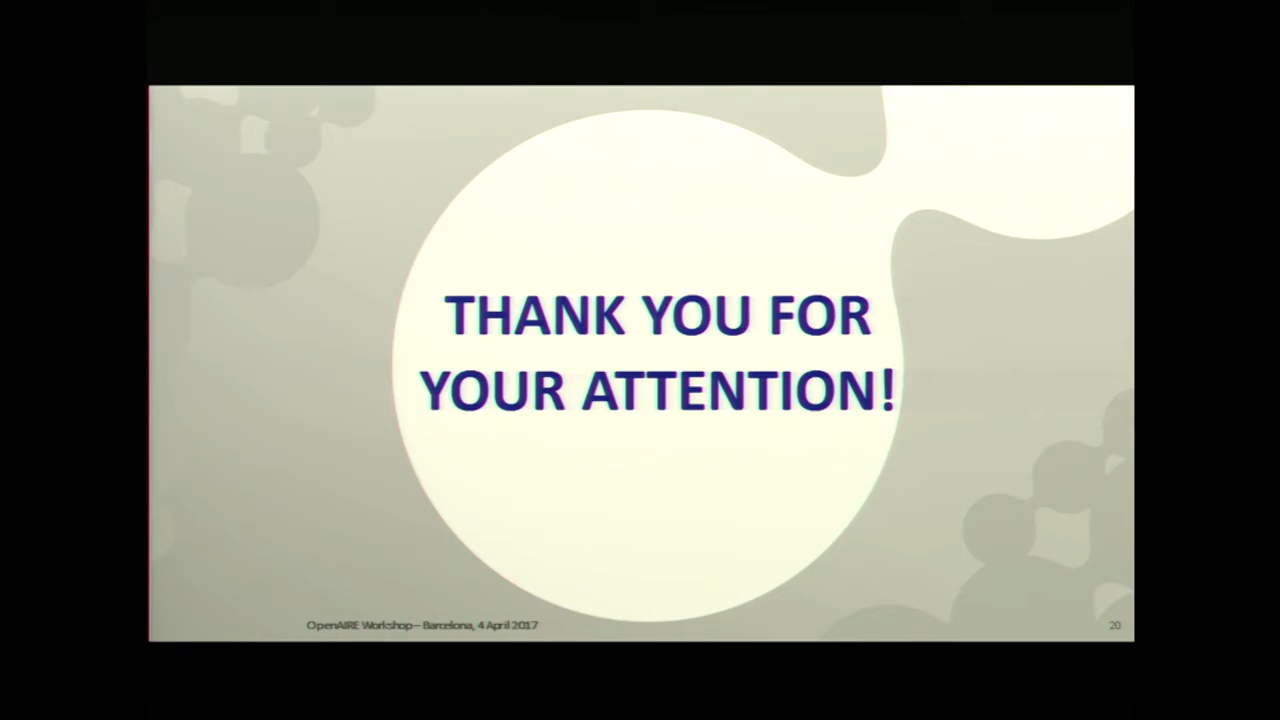 THANK YOU FOR
YOUR ATTENTION!
OpenAIRE Workshop – Barcelona, 4 April 2017
20